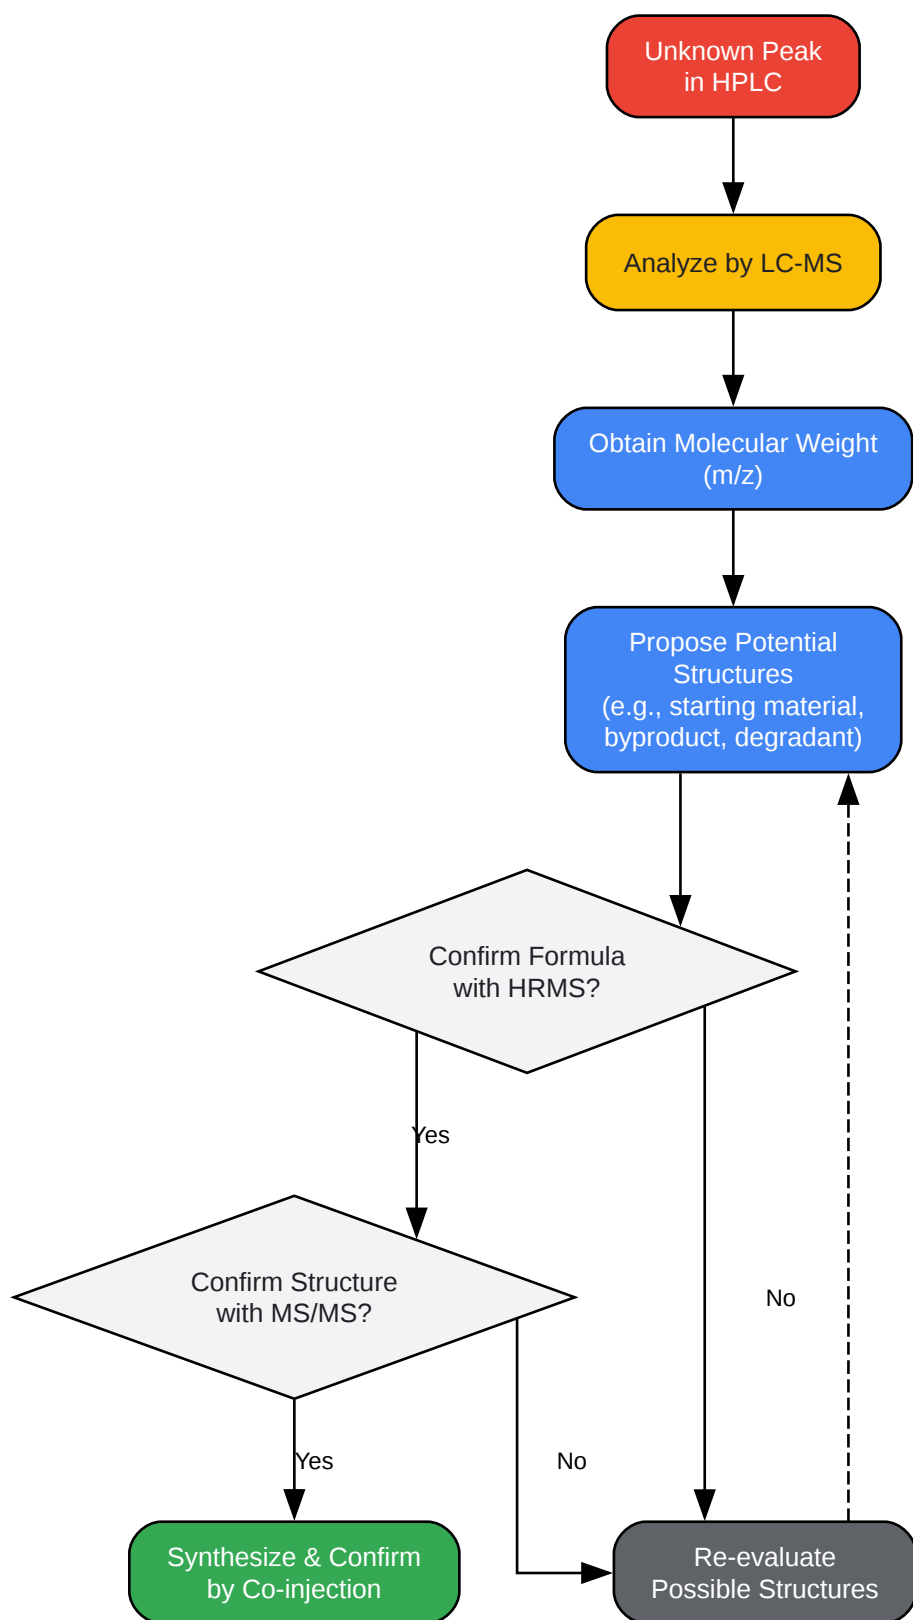 Unknown Peak
in HPLC
Analyze by LC-MS
Obtain Molecular Weight
(m/z)
Propose Potential
Structures
(e.g., starting material,
byproduct, degradant)
Confirm Formula
with HRMS?
Yes
Confirm Structure
with MS/MS?
No
Yes
No
Synthesize & Confirm
by Co-injection
Re-evaluate
Possible Structures